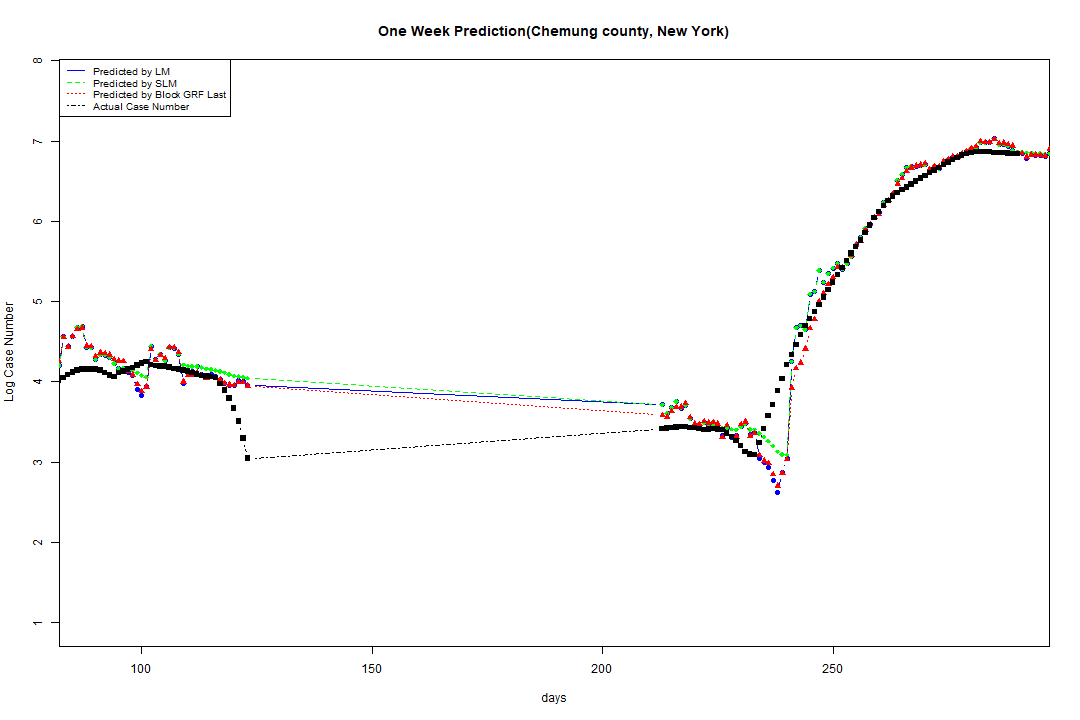 One Week Prediction(Chemung county, New York)
Predicted by LM
Predicted by SLM
Predicted by Block GRF Last
Actual Case Number
8
7
6
5
4
3
2
1
Log Case Number
100 150 200 250
days